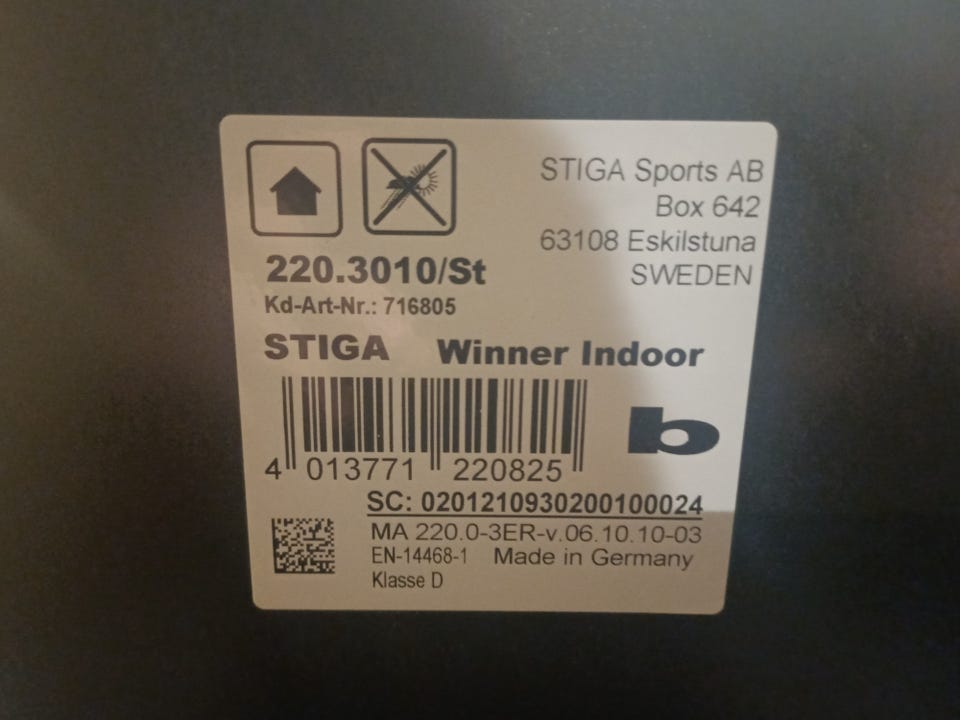 STIGA Sports AB
Box 642
63108 Eskilstuna
SWEDEN
220.3010/St
Kd-Art-Nr.: 716805
STIGA Winner Indoor
b
4 013771 220825
SC: 0201210930200100024
MA 220.0-3ER-v.06.10.10-03
EN-14468-1 Made in Germany
Klasse D